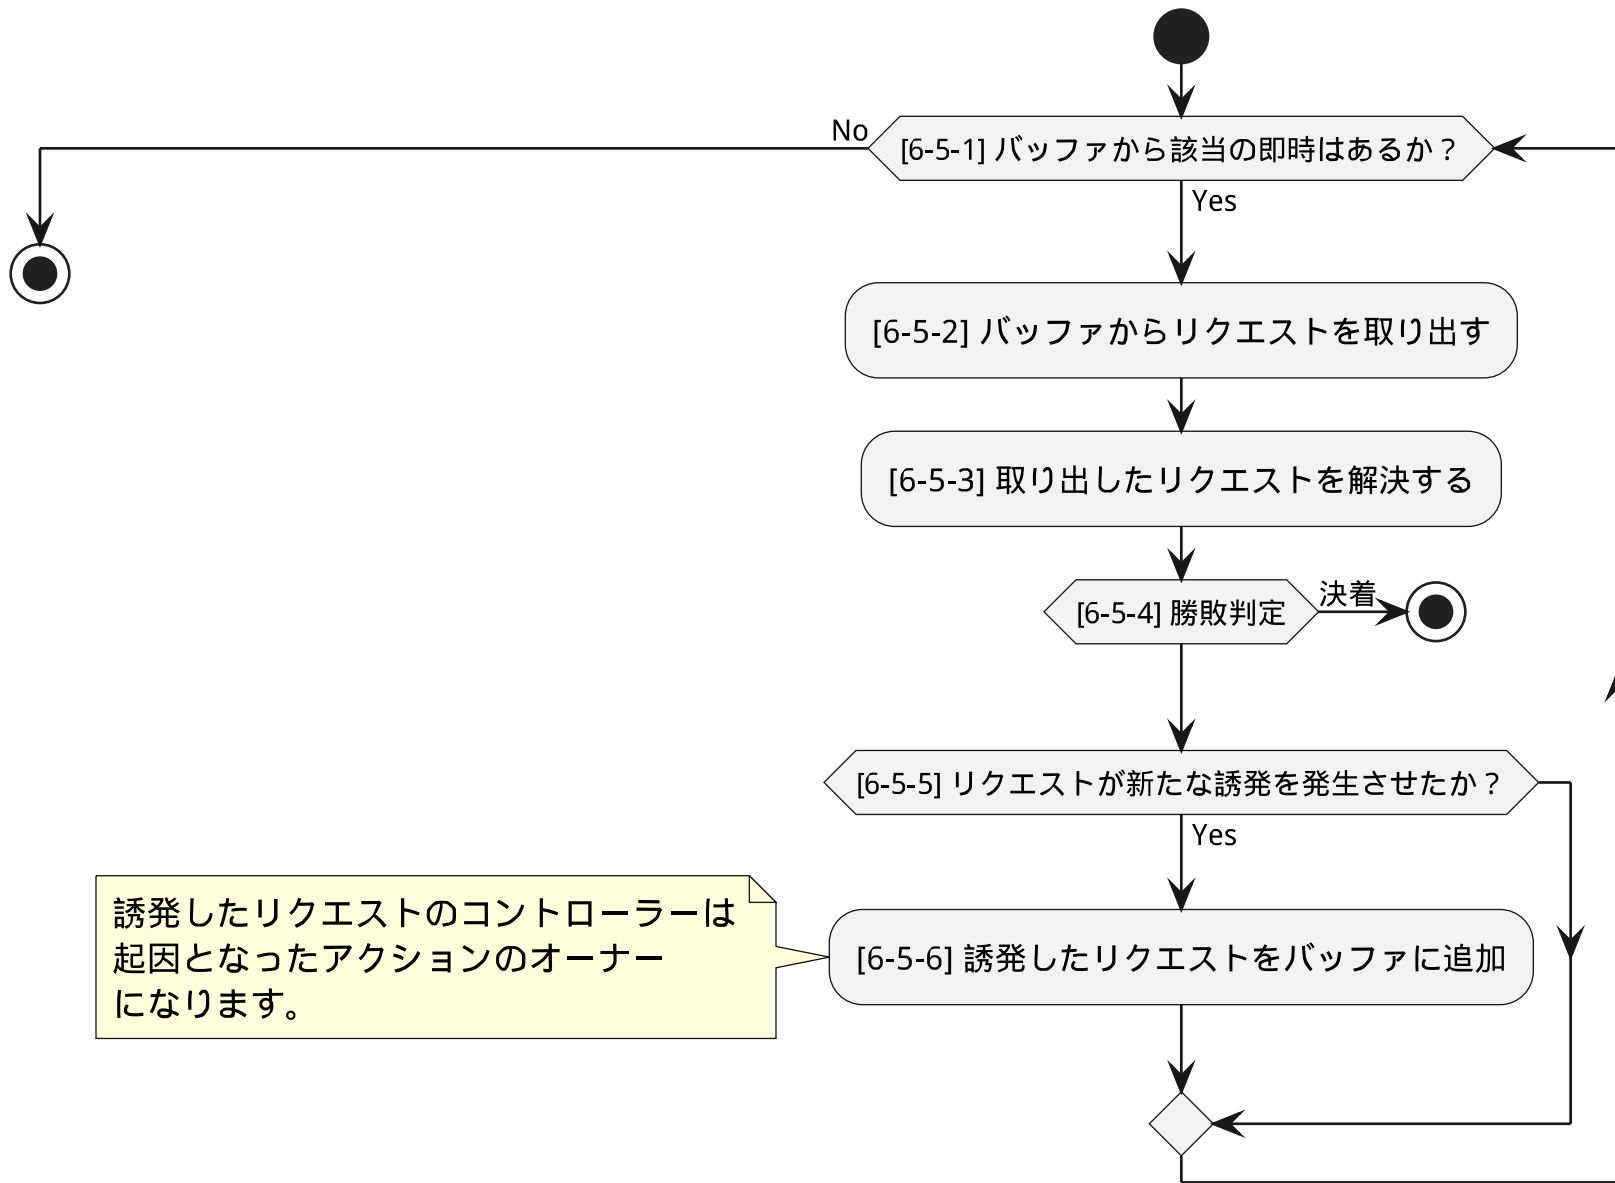 No
[6-5-1] バッファから該当の即時はあるか？
Yes
[6-5-2] バッファからリクエストを取り出す
[6-5-3] 取り出したリクエストを解決する
[6-5-4] 勝敗判定
決着
[6-5-5] リクエストが新たな誘発を発生させたか？
Yes
誘発したリクエストのコントローラーは
起因となったアクションのオーナー
になります。
[6-5-6] 誘発したリクエストをバッファに追加